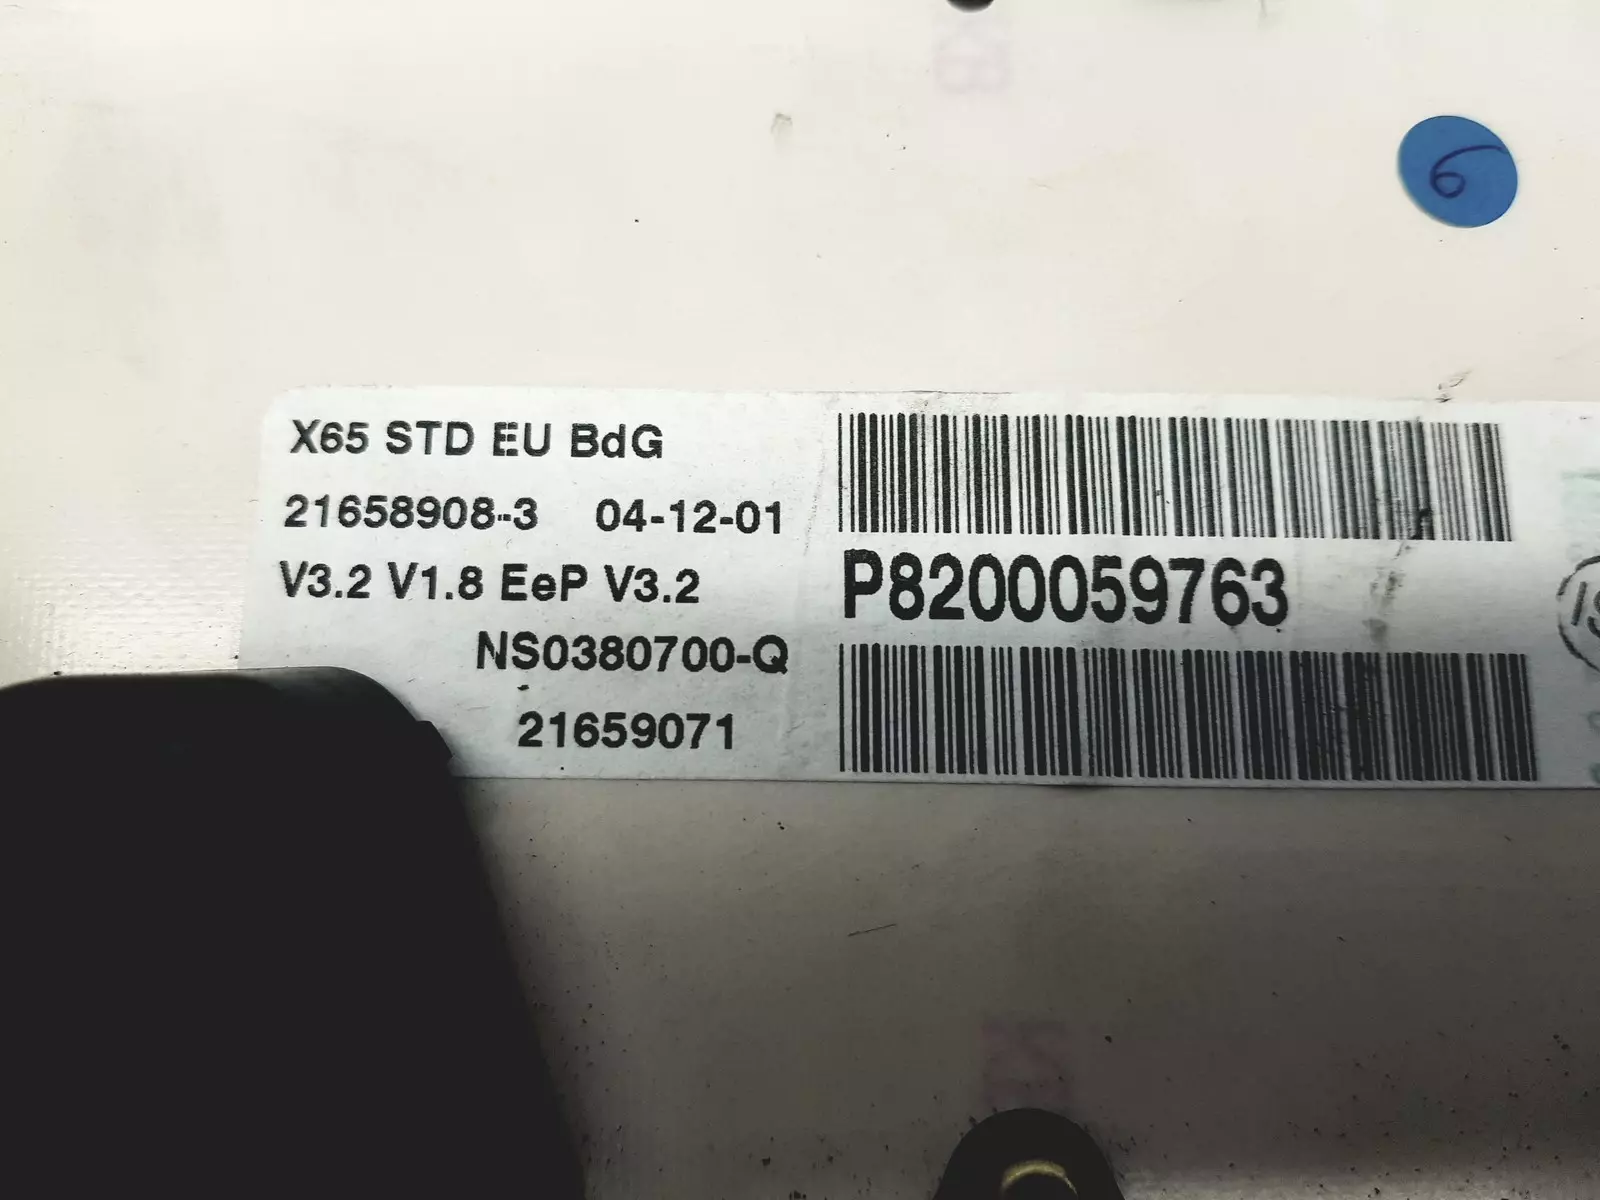 6
X65 STD EU BdG
21658908-3 04-12-01
V3.2 V1.8 EeP V3.2
NS0380700-Q
21659071
P8200059763